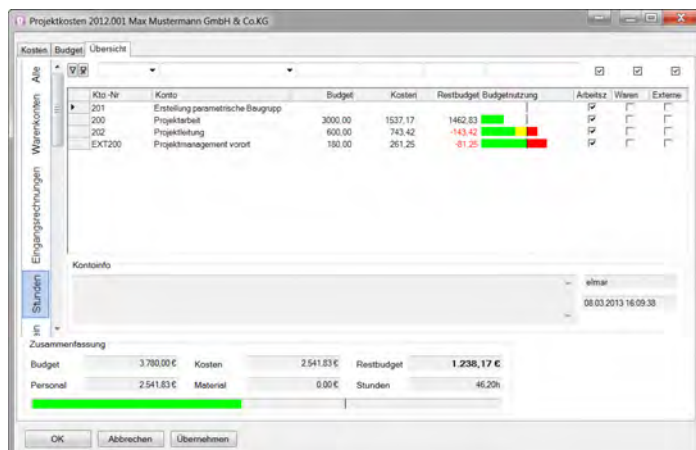 Projektkosten 2012.001 Max Mustermann GmbH & Co.KG
Kosten Budget Übersicht
Alle
Warenkonten
Eingangsrechnungen
Stunden
ein
Kto.-Nr Konto Budget Kosten Restbudget Budgetnutzung Arbeitsz Waren Externe
201 Erstellung parametrische Baugrupp
200 Projektarbeit 3000,00 1537,17 1462,83
202 Projektleitung 600,00 743,42 -143,42
EXT200 Projektmanagement vorort 180,00 261,25 -81,25
Kontoinfo
elmar
08.03.2013 16:09:38
Zusammenfassung
Budget 3.780,00 € Kosten 2.541,83 € Restbudget 1.238,17 €
Personal 2.541,83 € Material 0,00 € Stunden 46,20h
OK Abbrechen Übernehmen